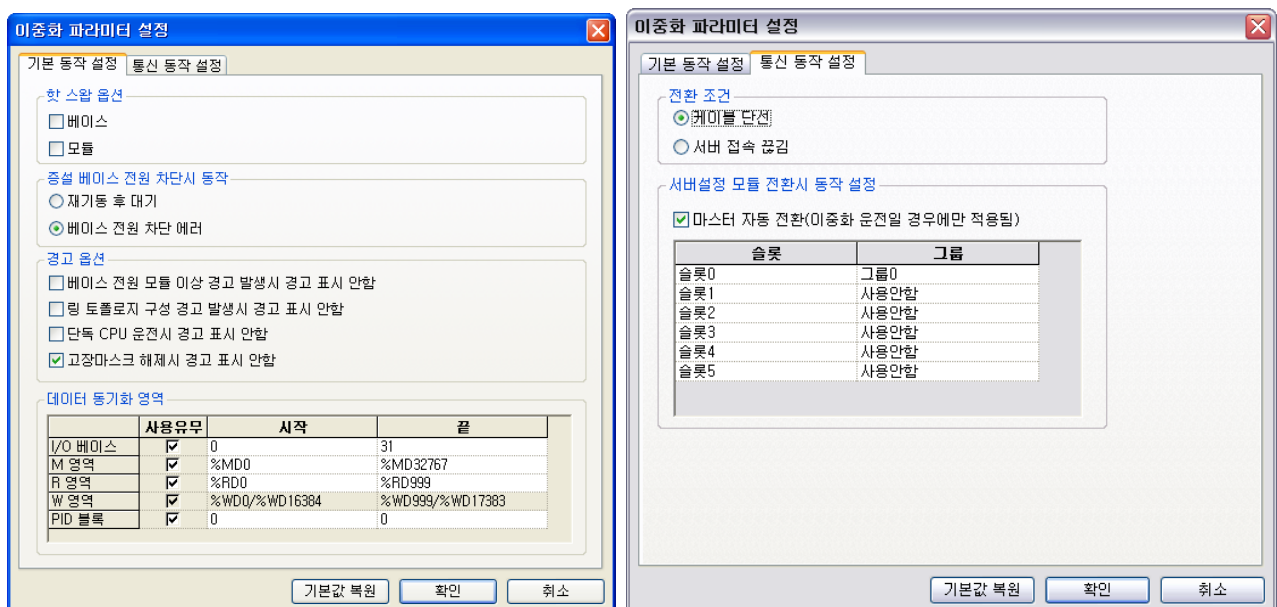 이중화 파라미터 설정
기본 동작 설정 통신 동작 설정
핫 스왑 옵션
베이스
모듈
증설 베이스 전원 차단시 동작
재기동 후 대기
베이스 전원 차단 에러
경고 옵션
베이스 전원 모듈 이상 경고 발생시 경고 표시 안함
링 토폴로지 구성 경고 발생시 경고 표시 안함
단독 CPU 운전시 경고 표시 안함
고장마스크 해제시 경고 표시 안함
데이터 동기화 영역
사용유무 시작 끝
I/O 베이스 0 31
M 영역 %MD0 %MD32767
R 영역 %RD0 %RD999
W 영역 %WD0/%WD16384 %WD999/%WD17383
PID 블록 0 0
기본값 복원 확인 취소
이중화 파라미터 설정
기본 동작 설정 통신 동작 설정
전환 조건
케이블 단선
서버 접속 끊김
서버설정 모듈 전환시 동작 설정
마스터 자동 전환(이중화 운전일 경우에만 적용됨)
슬롯 그룹
슬롯0 그룹0
슬롯1 사용안함
슬롯2 사용안함
슬롯3 사용안함
슬롯4 사용안함
슬롯5 사용안함
기본값 복원 확인 취소